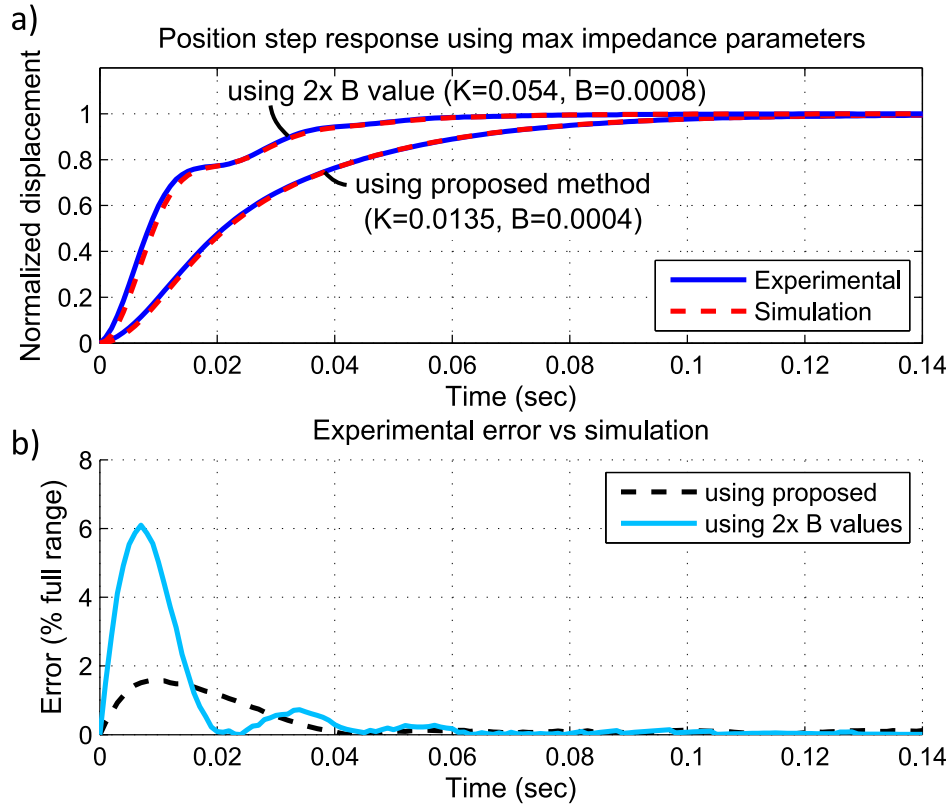 a)
Position step response using max impedance parameters
using 2x B value (K=0.054, B=0.0008)
using proposed method
(K=0.0135, B=0.0004)
Normalized displacement
1
0.8
0.6
0.4
0.2
0
Experimental
Simulation
0 0.02 0.04 0.06 0.08 0.1 0.12 0.14
Time (sec)
b)
Experimental error vs simulation
Error (% full range)
8
6
4
2
0
using proposed
using 2x B values
0 0.02 0.04 0.06 0.08 0.1 0.12 0.14
Time (sec)